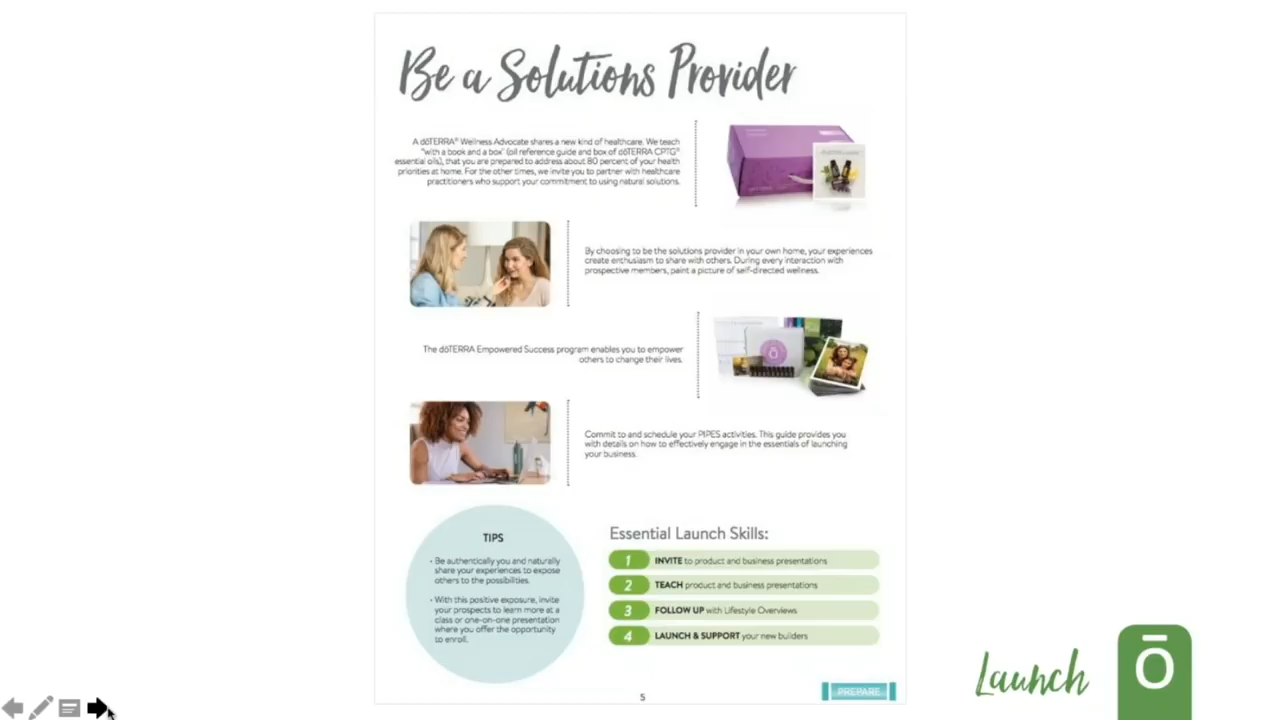 Be a Solutions Provider
A dōTERRA® Wellness Advocate shares a new kind of healthcare. We teach
"with a book and a box" (oil reference guide and box of dōTERRA CPTG®
essential oils), that you are prepared to address about 80 percent of your health
priorities at home. For the other times, we invite you to partner with healthcare
practitioners who support your commitment to using natural solutions.
By choosing to be the solutions provider in your own home, your experiences
create enthusiasm to share with others. During every interaction with
prospective members, paint a picture of self-directed wellness.
The dōTERRA Empowered Success program enables you to empower
others to change their lives.
Commit to and schedule your PIPES activities. This guide provides you
with details on how to effectively engage in the essentials of launching
your business.
TIPS
• Be authentically you and naturally
share your experiences to expose
others to the possibilities.
• With this positive exposure, invite
your prospects to learn more at a
class or one-on-one presentation
where you offer the opportunity
to enroll.
Essential Launch Skills:
1 INVITE to product and business presentations
2 TEACH product and business presentations
3 FOLLOW UP with Lifestyle Overviews
4 LAUNCH & SUPPORT your new builders
5
PREPARE
Launch
ō